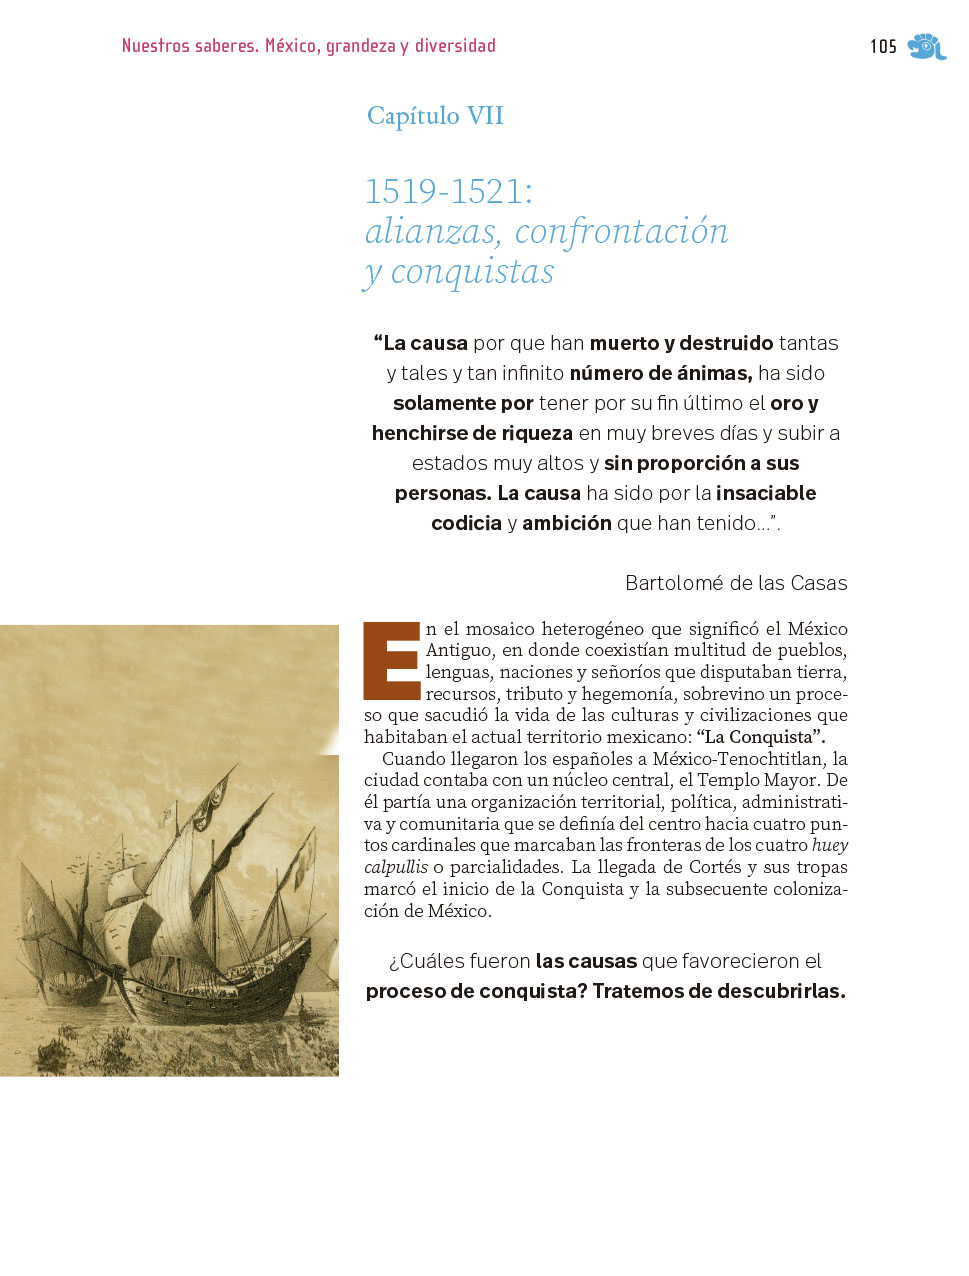 Nuestros saberes. México, grandeza y diversidad
105
Capítulo VII
1519-1521:
alianzas, confrontación
y conquistas
“La causa por que han muerto y destruido tantas
y tales y tan infinito número de ánimas, ha sido
solamente por tener por su fin último el oro y
henchirse de riqueza en muy breves días y subir a
estados muy altos y sin proporción a sus
personas. La causa ha sido por la insaciable
codicia y ambición que han tenido...”.
Bartolomé de las Casas
En el mosaico heterogéneo que significó el México
Antiguo, en donde coexistían multitud de pueblos,
lenguas, naciones y señoríos que disputaban tierra,
recursos, tributo y hegemonía, sobrevino un proce-
so que sacudió la vida de las culturas y civilizaciones que
habitaban el actual territorio mexicano: “La Conquista”.
Cuando llegaron los españoles a México-Tenochtitlan, la
ciudad contaba con un núcleo central, el Templo Mayor. De
él partía una organización territorial, política, administrati-
va y comunitaria que se definía del centro hacia cuatro pun-
tos cardinales que marcaban las fronteras de los cuatro huey
calpullis o parcialidades. La llegada de Cortés y sus tropas
marcó el inicio de la Conquista y la subsecuente coloniza-
ción de México.
¿Cuáles fueron las causas que favorecieron el
proceso de conquista? Tratemos de descubrirlas.